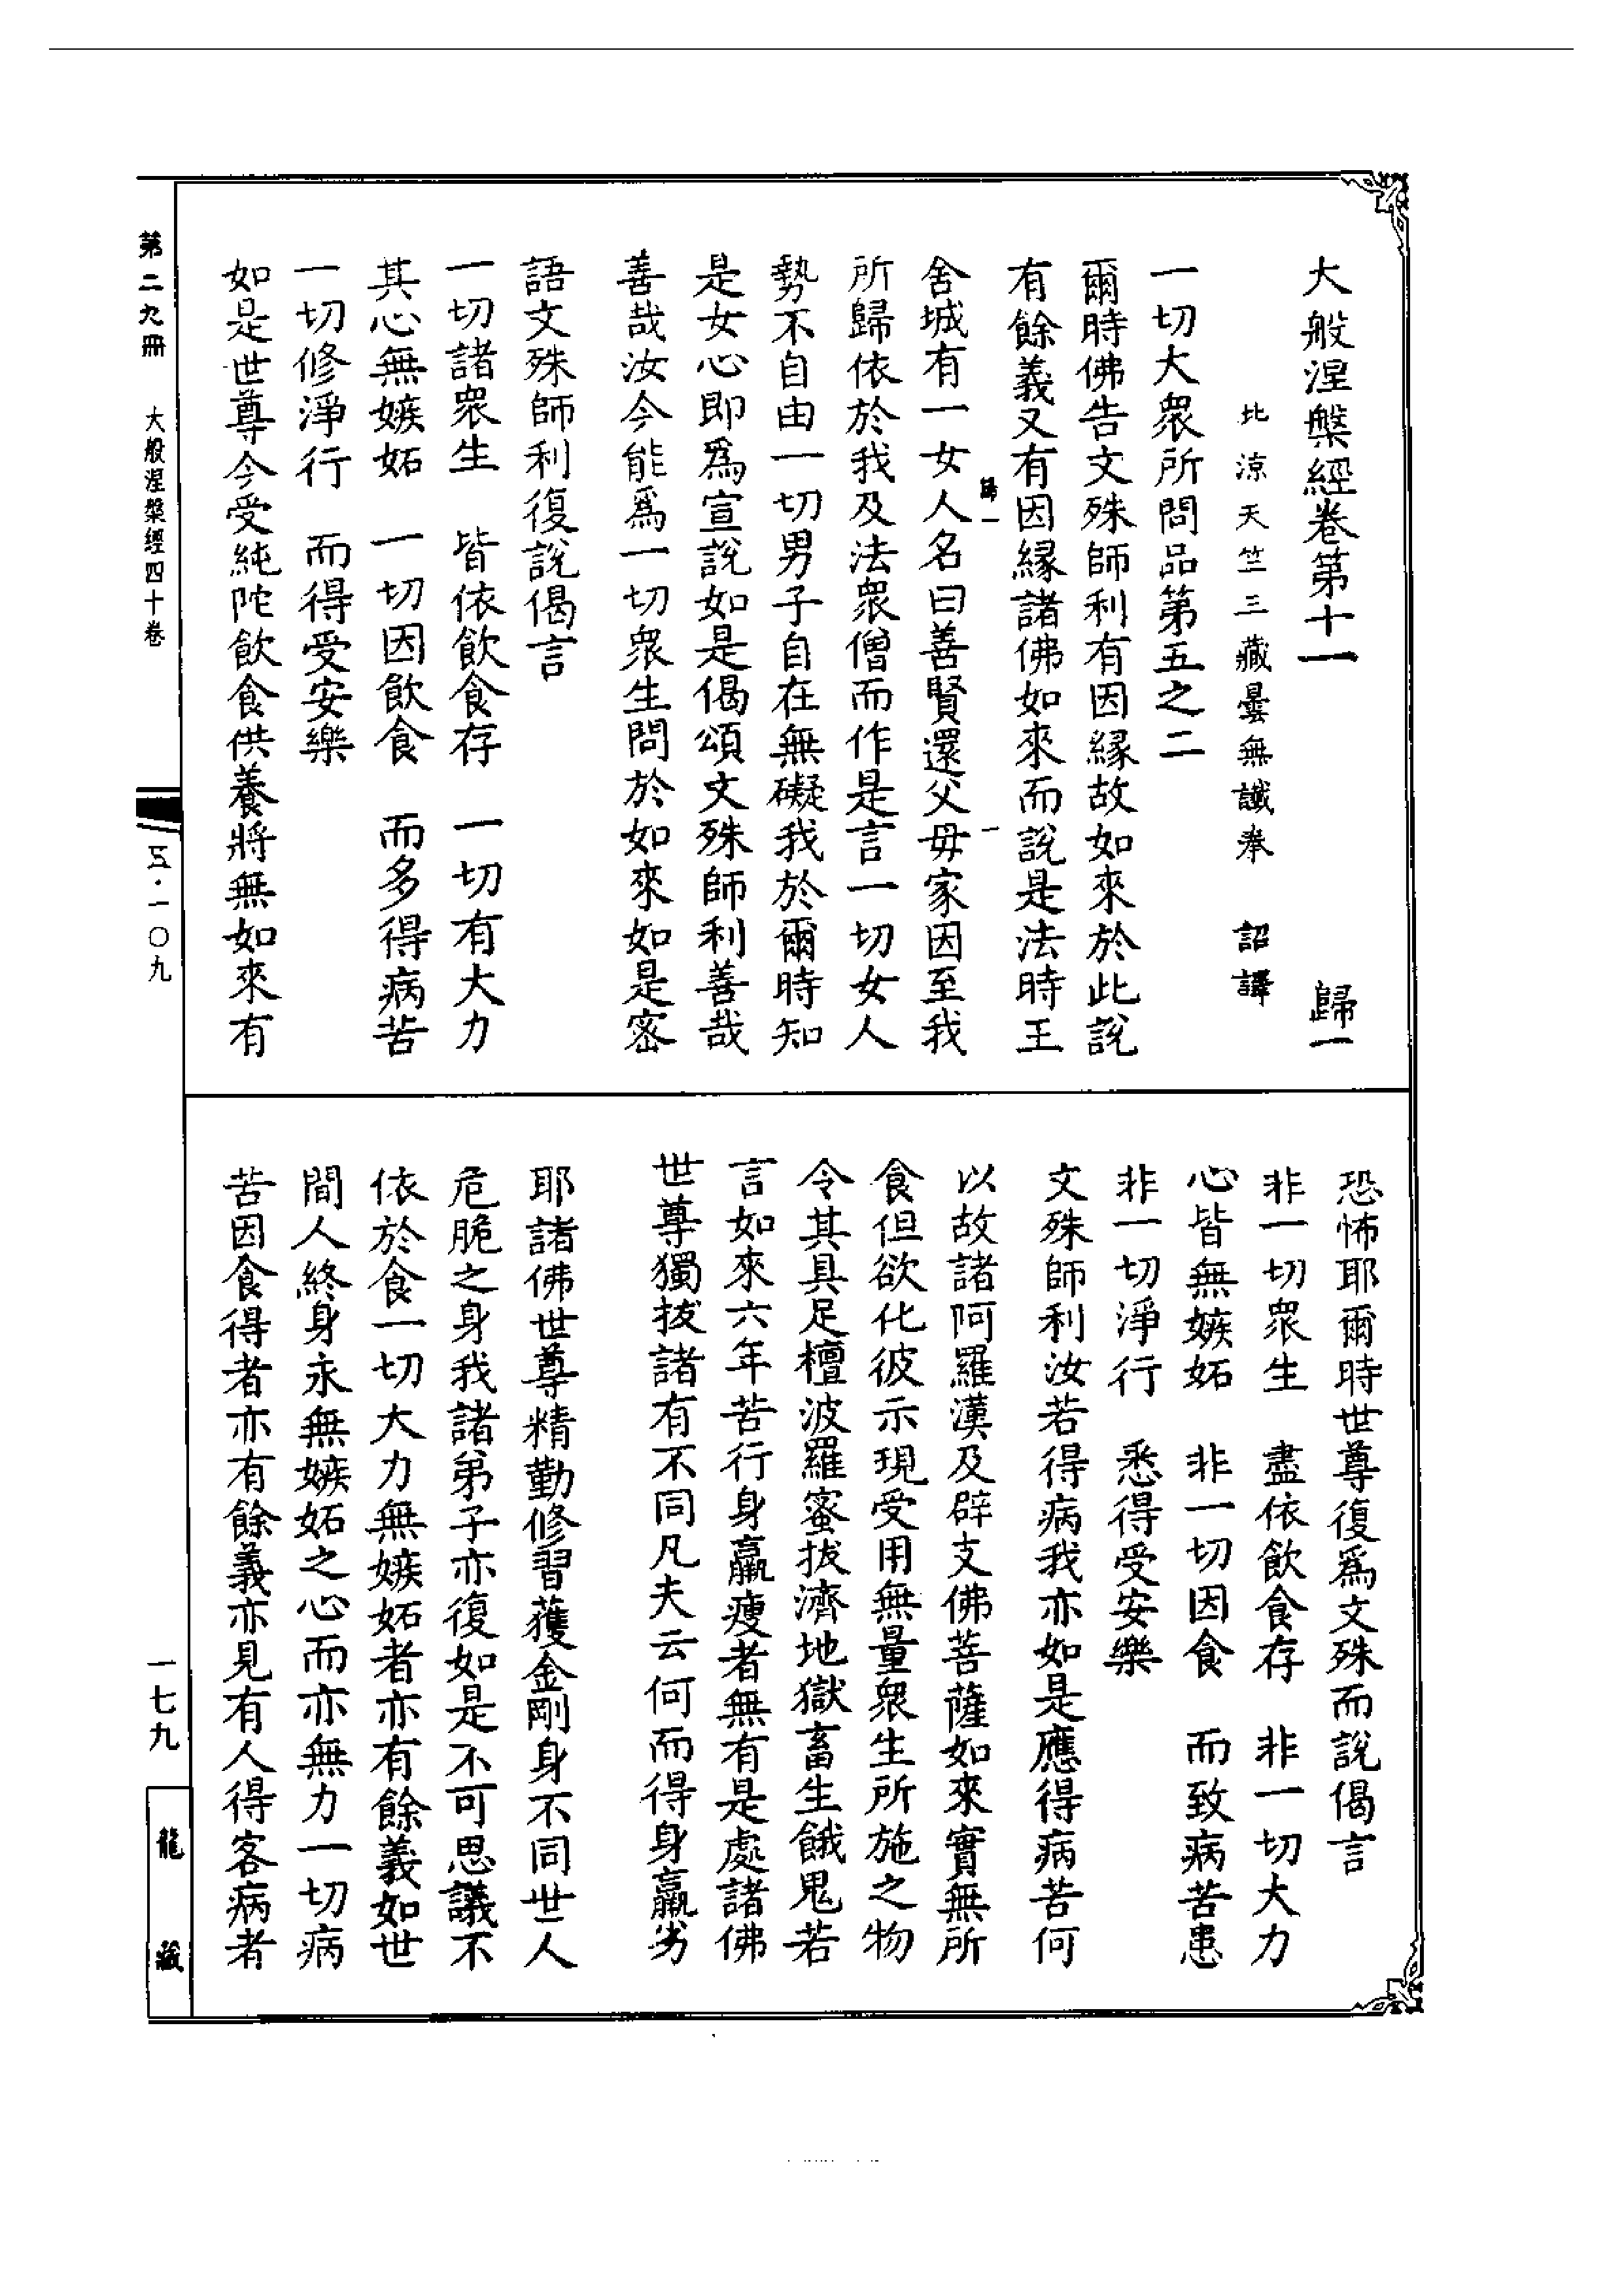 大般涅槃經卷第十一　歸一
北涼天竺三藏曇無讖奉　詔譯
一切大眾所問品第五之二
爾時佛告文殊師利有因緣故如來於此說
有餘義又有因緣諸佛如來而說是法時王
歸一　一
舍城有一女人名曰善賢還父母家因至我
所歸依於我及法眾僧而作是言一切女人
勢不自由一切男子自在無礙我於爾時知
是女心即為宣說如是偈頌文殊師利善哉
善哉汝今能為一切眾生問於如來如是密
語文殊師利復說偈言
一切諸眾生　皆依飲食存　一切有大力
其心無嫉妬　一切因飲食　而多得病苦
一切修淨行　而得受安樂
如是世尊今受純陀飲食供養將無如來有
恐怖耶爾時世尊復為文殊而說偈言
非一切眾生　盡依飲食存　非一切大力
心皆無嫉妬　非一切因食　而致病苦患
非一切淨行　悉得受安樂
文殊師利汝若得病我亦如是應得病苦何
以故諸阿羅漢及辟支佛菩薩如來實無所
食但欲化彼示現受用無量眾生所施之物
令其具足檀波羅蜜拔濟地獄畜生餓鬼若
言如來六年苦行身羸瘦者無有是處諸佛
世尊獨拔諸有不同凡夫云何而得身羸劣
耶諸佛世尊精勤修習獲金剛身不同世人
危脆之身我諸弟子亦復如是不可思議不
依於食一切大力無嫉妬者亦有餘義如世
間人終身永無嫉妬之心而亦無力一切病
苦因食得者亦有餘義亦見有人得客病者
第二九冊　大般涅槃經四十卷　五·一〇九　一七九　龍藏